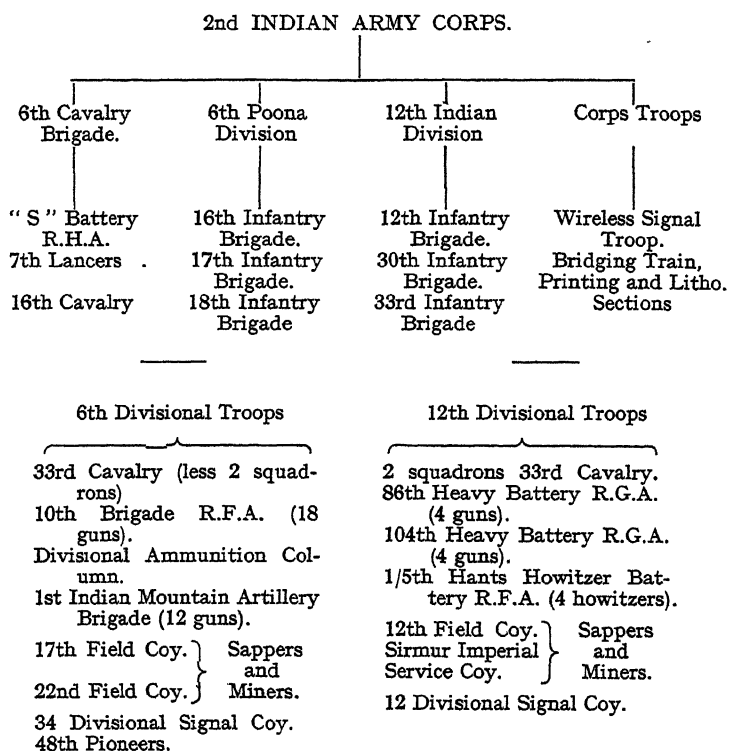 2nd INDIAN ARMY CORPS.
6th Cavalry
Brigade.
6th Poona
Division
12th Indian
Division
Corps Troops
"S" Battery
R.H.A.
7th Lancers .
16th Cavalry
16th Infantry
Brigade.
17th Infantry
Brigade.
18th Infantry
Brigade
12th Infantry
Brigade.
30th Infantry
Brigade.
33rd Infantry
Brigade
Wireless Signal
Troop.
Bridging Train,
Printing and Litho.
Sections
6th Divisional Troops
33rd Cavalry (less 2 squad-
rons)
10th Brigade R.F.A. (18
guns).
Divisional Ammunition Col-
umn.
1st Indian Mountain Artillery
Brigade (12 guns).
17th Field Coy.
22nd Field Coy.
Sappers
and
Miners.
34 Divisional Signal Coy.
48th Pioneers.
12th Divisional Troops
2 squadrons 33rd Cavalry.
86th Heavy Battery R.G.A.
(4 guns).
104th Heavy Battery R.G.A.
(4 guns).
1/5th Hants Howitzer Bat-
tery R.F.A. (4 howitzers).
12th Field Coy.
Sirmur Imperial
Service Coy.
Sappers
and
Miners.
12 Divisional Signal Coy.